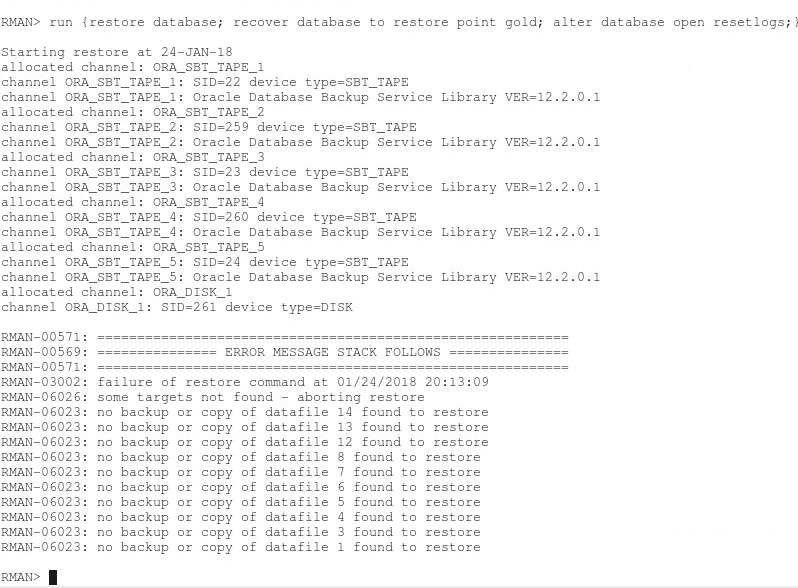 RMAN> run {restore database; recover database to restore point gold; alter database open resetlogs;}
Starting restore at 24-JAN-18
allocated channel: ORA_SBT_TAPE_1
channel ORA_SBT_TAPE_1: SID=22 device type=SBT_TAPE
channel ORA_SBT_TAPE_1: Oracle Database Backup Service Library VER=12.2.0.1
allocated channel: ORA_SBT_TAPE_2
channel ORA_SBT_TAPE_2: SID=259 device type=SBT_TAPE
channel ORA_SBT_TAPE_2: Oracle Database Backup Service Library VER=12.2.0.1
allocated channel: ORA_SBT_TAPE_3
channel ORA_SBT_TAPE_3: SID=23 device type=SBT_TAPE
channel ORA_SBT_TAPE_3: Oracle Database Backup Service Library VER=12.2.0.1
allocated channel: ORA_SBT_TAPE_4
channel ORA_SBT_TAPE_4: SID=260 device type=SBT_TAPE
channel ORA_SBT_TAPE_4: Oracle Database Backup Service Library VER=12.2.0.1
allocated channel: ORA_SBT_TAPE_5
channel ORA_SBT_TAPE_5: SID=24 device type=SBT_TAPE
channel ORA_SBT_TAPE_5: Oracle Database Backup Service Library VER=12.2.0.1
allocated channel: ORA_DISK_1
channel ORA_DISK_1: SID=261 device type=DISK
RMAN-00571: ===========================================================
RMAN-00569: =============== ERROR MESSAGE STACK FOLLOWS ===============
RMAN-00571: ===========================================================
RMAN-03002: failure of restore command at 01/24/2018 20:13:09
RMAN-06026: some targets not found - aborting restore
RMAN-06023: no backup or copy of datafile 14 found to restore
RMAN-06023: no backup or copy of datafile 13 found to restore
RMAN-06023: no backup or copy of datafile 12 found to restore
RMAN-06023: no backup or copy of datafile 8 found to restore
RMAN-06023: no backup or copy of datafile 7 found to restore
RMAN-06023: no backup or copy of datafile 6 found to restore
RMAN-06023: no backup or copy of datafile 5 found to restore
RMAN-06023: no backup or copy of datafile 4 found to restore
RMAN-06023: no backup or copy of datafile 3 found to restore
RMAN-06023: no backup or copy of datafile 1 found to restore
RMAN>